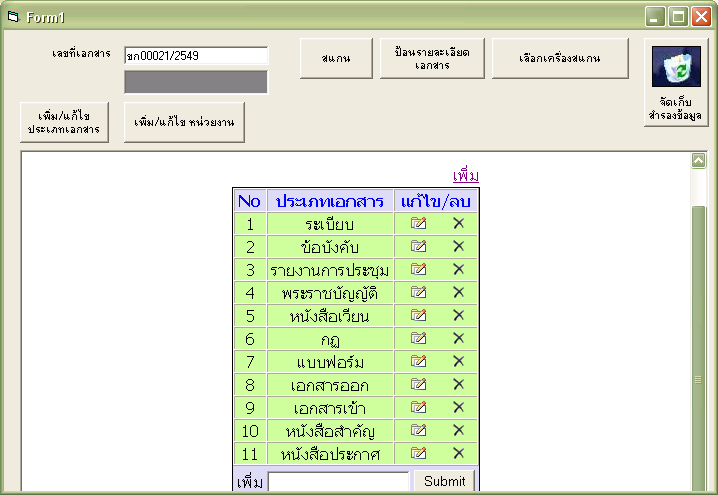 Form1
เลขที่เอกสาร
ขก00021/2549
สแกน
ป้อนรายละเอียด
เอกสาร
เลือกเครื่องสแกน
จัดเก็บ
สำรองข้อมูล
เพิ่ม/แก้ไข
ประเภทเอกสาร
เพิ่ม/แก้ไข หน่วยงาน
เพิ่ม
No ประเภทเอกสาร แก้ไข/ลบ
1 ระเบียบ
2 ข้อบังคับ
3 รายงานการประชุม
4 พระราชบัญญัติ
5 หนังสือเวียน
6 กฎ
7 แบบฟอร์ม
8 เอกสารออก
9 เอกสารเข้า
10 หนังสือสำคัญ
11 หนังสือประกาศ
เพิ่ม Submit